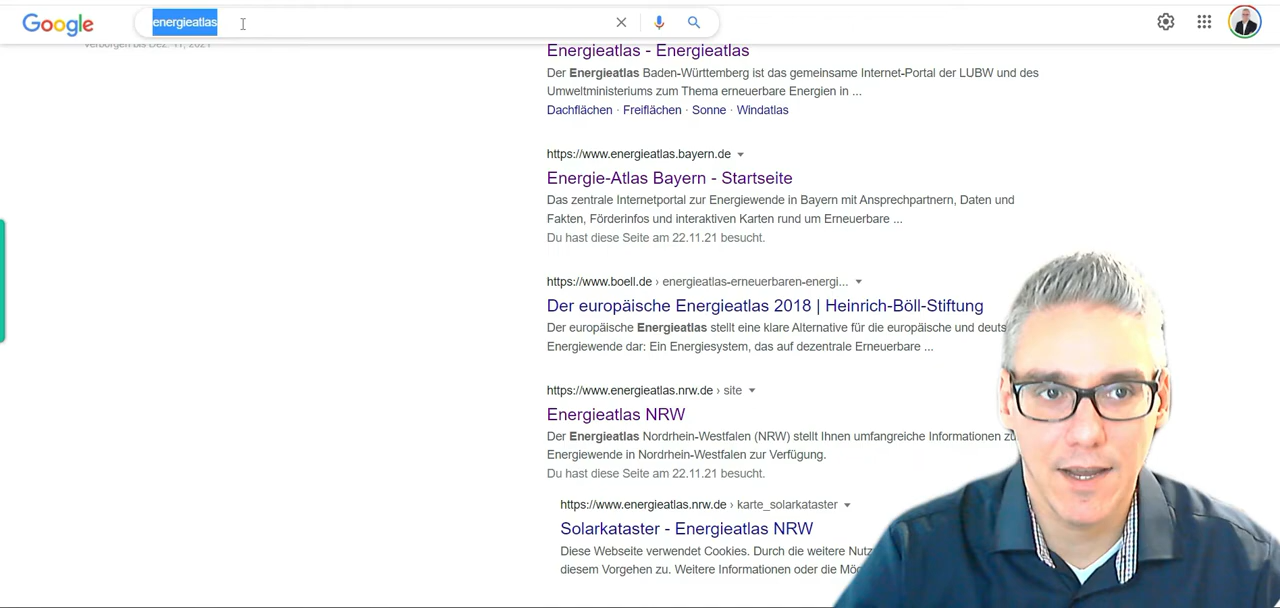 Google energieatlas
Verborgen bis Dez. 11, 2021
Energieatlas - Energieatlas
Der Energieatlas Baden-Württemberg ist das gemeinsame Internet-Portal der LUBW und des
Umweltministeriums zum Thema erneuerbare Energien in ...
Dachflächen · Freiflächen · Sonne · Windatlas
https://www.energieatlas.bayern.de
Energie-Atlas Bayern - Startseite
Das zentrale Internetportal zur Energiewende in Bayern mit Ansprechpartnern, Daten und
Fakten, Förderinfos und interaktiven Karten rund um Erneuerbare ...
Du hast diese Seite am 22.11.21 besucht.
https://www.boell.de › energieatlas-erneuerbaren-energi...
Der europäische Energieatlas 2018 | Heinrich-Böll-Stiftung
Der europäische Energieatlas stellt eine klare Alternative für die europäische und deuts
Energiewende dar: Ein Energiesystem, das auf dezentrale Erneuerbare ...
https://www.energieatlas.nrw.de › site
Energieatlas NRW
Der Energieatlas Nordrhein-Westfalen (NRW) stellt Ihnen umfangreiche Informationen zu
Energiewende in Nordrhein-Westfalen zur Verfügung.
Du hast diese Seite am 22.11.21 besucht.
https://www.energieatlas.nrw.de › karte_solarkataster
Solarkataster - Energieatlas NRW
Diese Webseite verwendet Cookies. Durch die weitere Nutz
diesem Vorgehen zu. Weitere Informationen oder die Mög